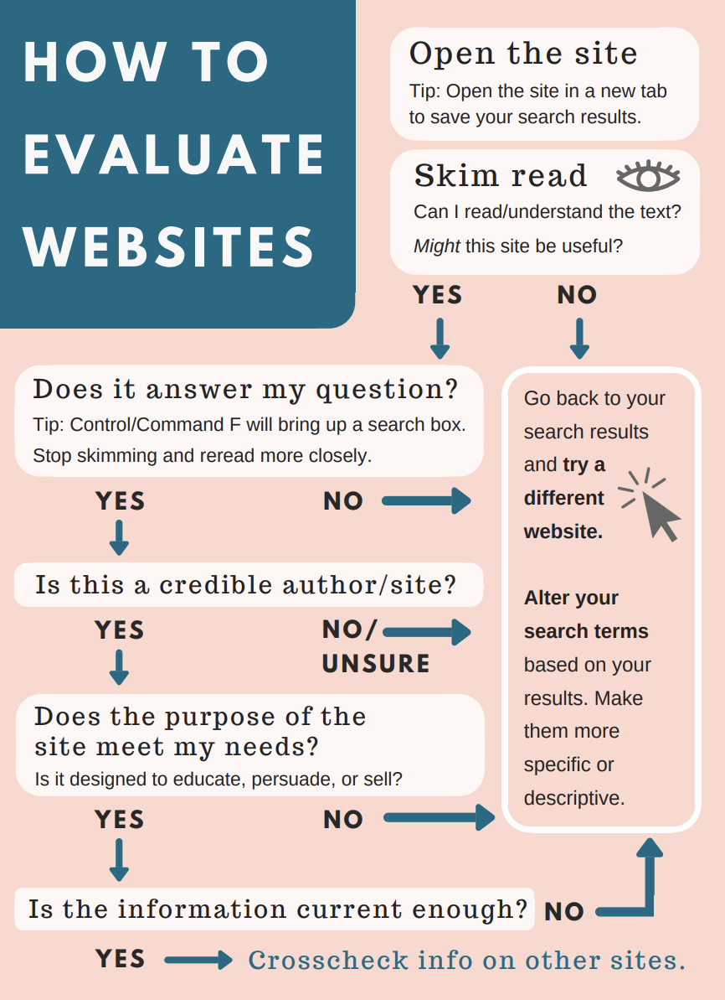 HOW TO
EVALUATE
WEBSITES
Open the site
Tip: Open the site in a new tab
to save your search results.
Skim read
Can I read/understand the text?
Might this site be useful?
YES
NO
Does it answer my question?
Tip: Control/Command F will bring up a search box.
Stop skimming and reread more closely.
YES
NO
Is this a credible author/site?
YES
NO/
UNSURE
Does the purpose of the
site meet my needs?
Is it designed to educate, persuade, or sell?
YES
NO
Go back to your
search results
and try a
different
website.
Alter your
search terms
based on your
results. Make
them more
specific or
descriptive.
Is the information current enough?
NO
YES
Crosscheck info on other sites.